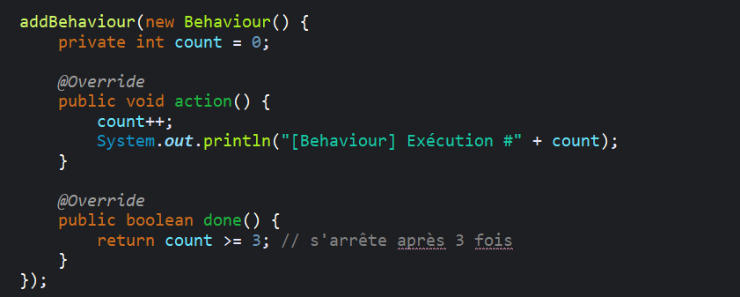 addBehaviour(new Behaviour() {
    private int count = 0;

    @Override
    public void action() {
        count++;
        System.out.println("[Behaviour] Exécution #" + count);
    }

    @Override
    public boolean done() {
        return count >= 3; // s'arrête après 3 fois
    }
});